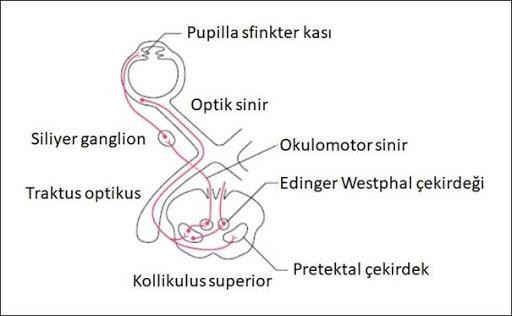 Pupilla sfinkter kası
Optik sinir
Siliyer ganglion
Okulomotor sinir
Traktus optikus
Edinger Westphal çekirdeği
Pretektal çekirdek
Kollikulus superior